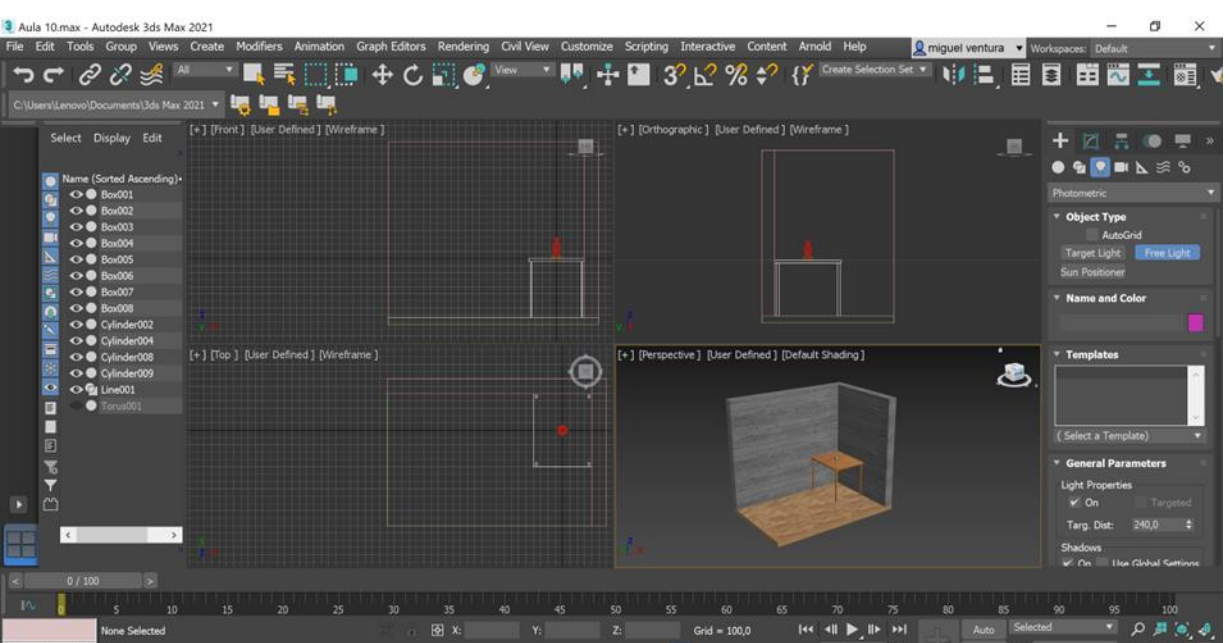 Aula 10.max - Autodesk 3ds Max 2021
File Edit Tools Group Views Create Modifiers Animation Graph Editors Rendering Civil View Customize Scripting Interactive Content Arnold Help miguel ventura Workspaces: Default
All View Create Selection Set
C:\Users\Lenovo\Documents\3ds Max 2021
Select Display Edit
Name (Sorted Ascending)
Box001
Box002
Box003
Box004
Box005
Box006
Box007
Box008
Cylinder002
Cylinder004
Cylinder008
Cylinder009
Line001
Torus001
[+] [Front] [User Defined] [Wireframe]
[+] [Orthographic] [User Defined] [Wireframe]
[+] [Top] [User Defined] [Wireframe]
[+] [Perspective] [User Defined] [Default Shading]
Photometric
Object Type
AutoGrid
Target Light Free Light
Sun Positioner
Name and Color
Templates
(Select a Template)
General Parameters
Light Properties
On Targeted
Targ. Dist: 240,0
Shadows
On Use Global Settings
0 / 100
0 5 10 15 20 25 30 35 40 45 50 55 60 65 70 75 80 85 90 95 100
None Selected X: Y: Z: Grid = 100,0 Auto Selected